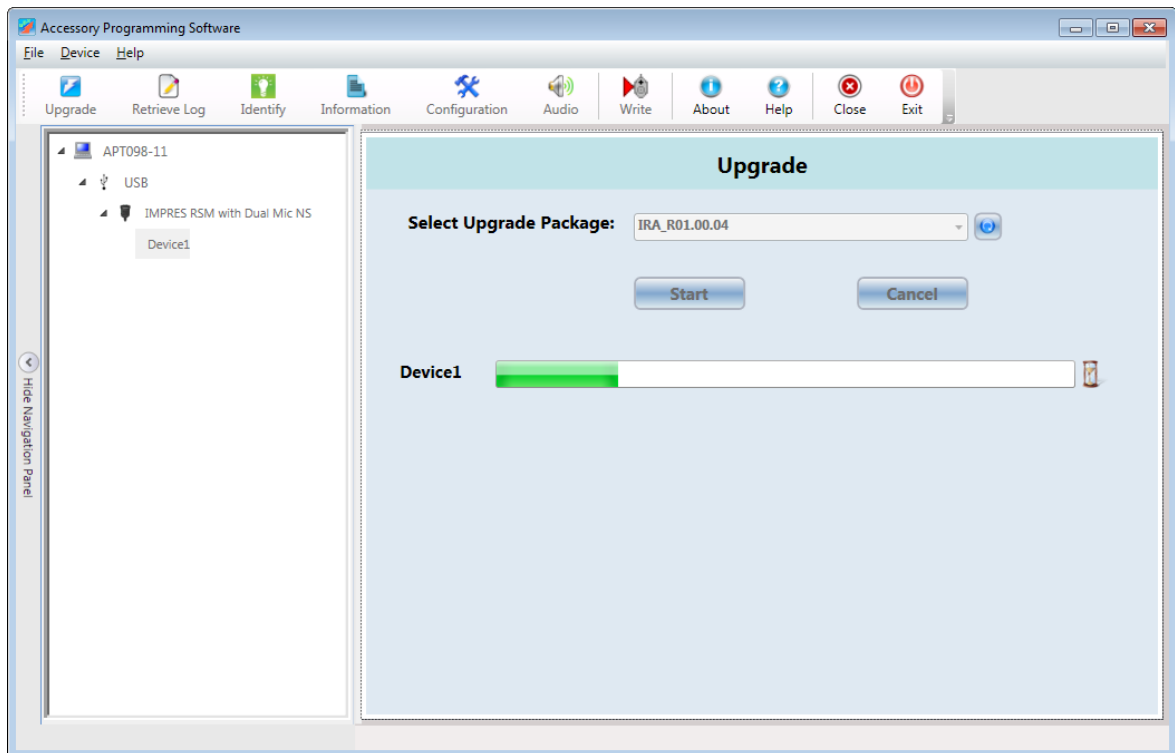 Accessory Programming Software
File Device Help
Upgrade Retrieve Log Identify Information Configuration Audio Write About Help Close Exit
APT098-11
USB
IMPRES RSM with Dual Mic NS
Device1
Hide Navigation Panel
Upgrade
Select Upgrade Package: IRA_R01.00.04
Start Cancel
Device1